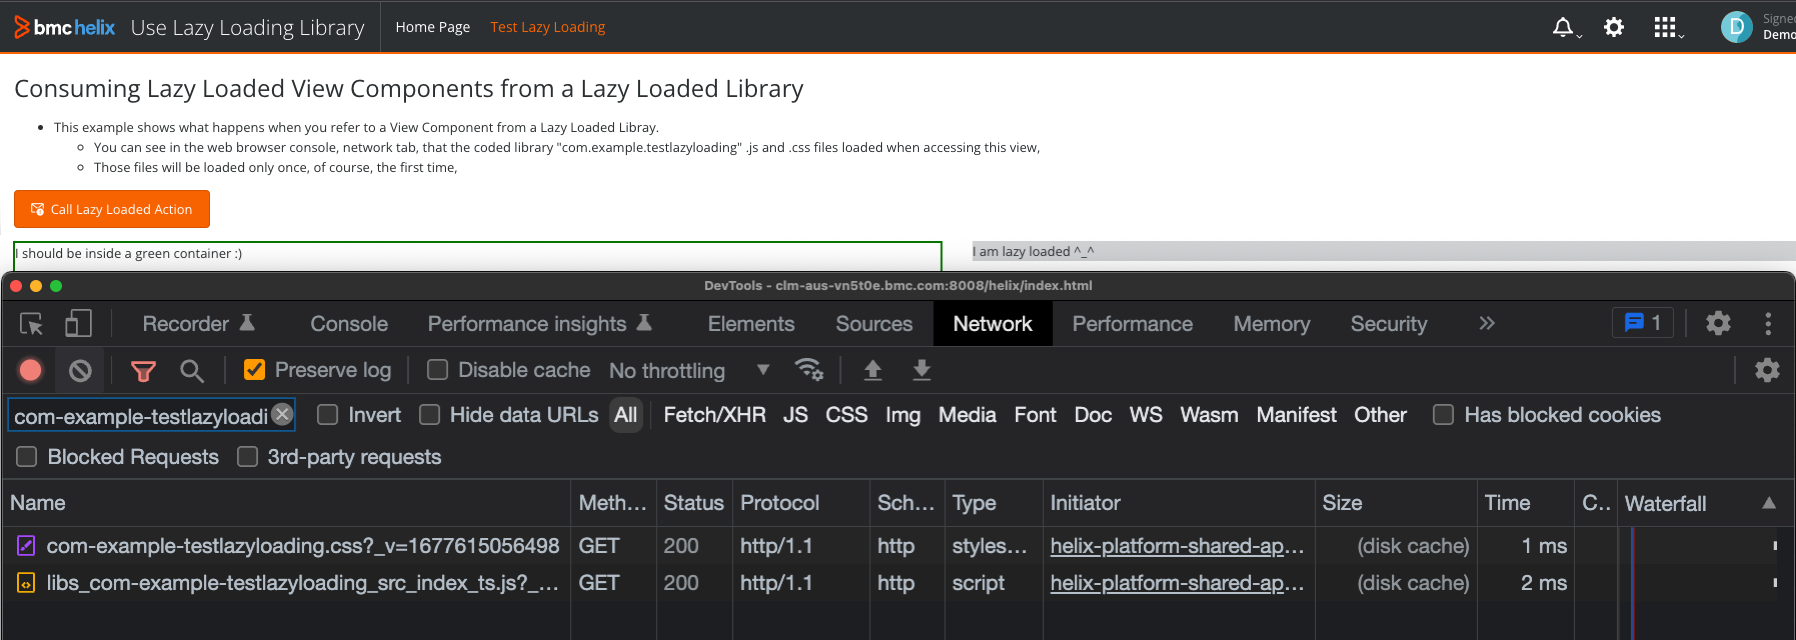 bmc helix Use Lazy Loading Library Home Page Test Lazy Loading D Signed
Demo
Consuming Lazy Loaded View Components from a Lazy Loaded Library
• This example shows what happens when you refer to a View Component from a Lazy Loaded Libray.
○ You can see in the web browser console, network tab, that the coded library "com.example.testlazyloading" .js and .css files loaded when accessing this view,
○ Those files will be loaded only once, of course, the first time,
Call Lazy Loaded Action
I should be inside a green container :) I am lazy loaded ^_^
DevTools - clm-aus-vn5t0e.bmc.com:8008/helix/index.html
Recorder Console Performance insights Elements Sources Network Performance Memory Security » 1
Preserve log Disable cache No throttling
com-example-testlazyloadi Invert Hide data URLs All Fetch/XHR JS CSS Img Media Font Doc WS Wasm Manifest Other Has blocked cookies
Blocked Requests 3rd-party requests
Name Meth... Status Protocol Sch... Type Initiator Size Time C.. Waterfall
com-example-testlazyloading.css?_v=1677615056498 GET 200 http/1.1 http styles... helix-platform-shared-ap... (disk cache) 1 ms
libs_com-example-testlazyloading_src_index_ts.js?_... GET 200 http/1.1 http script helix-platform-shared-ap... (disk cache) 2 ms